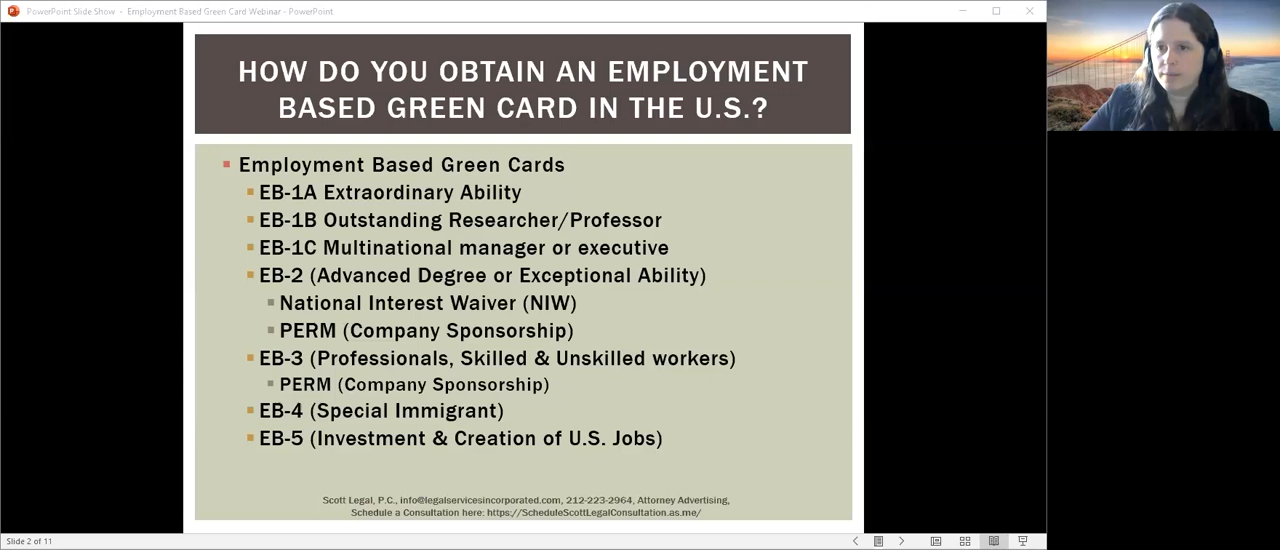 PowerPoint Slide Show - Employment Based Green Card Webinar - PowerPoint
HOW DO YOU OBTAIN AN EMPLOYMENT
BASED GREEN CARD IN THE U.S.?
Employment Based Green Cards
EB-1A Extraordinary Ability
EB-1B Outstanding Researcher/Professor
EB-1C Multinational manager or executive
EB-2 (Advanced Degree or Exceptional Ability)
National Interest Waiver (NIW)
PERM (Company Sponsorship)
EB-3 (Professionals, Skilled & Unskilled workers)
PERM (Company Sponsorship)
EB-4 (Special Immigrant)
EB-5 (Investment & Creation of U.S. Jobs)
Scott Legal, P.C., info@legalservicesincorporated.com, 212-223-2964, Attorney Advertising,
Schedule a Consultation here: https://ScheduleScottLegalConsultation.as.me/
Slide 2 of 11